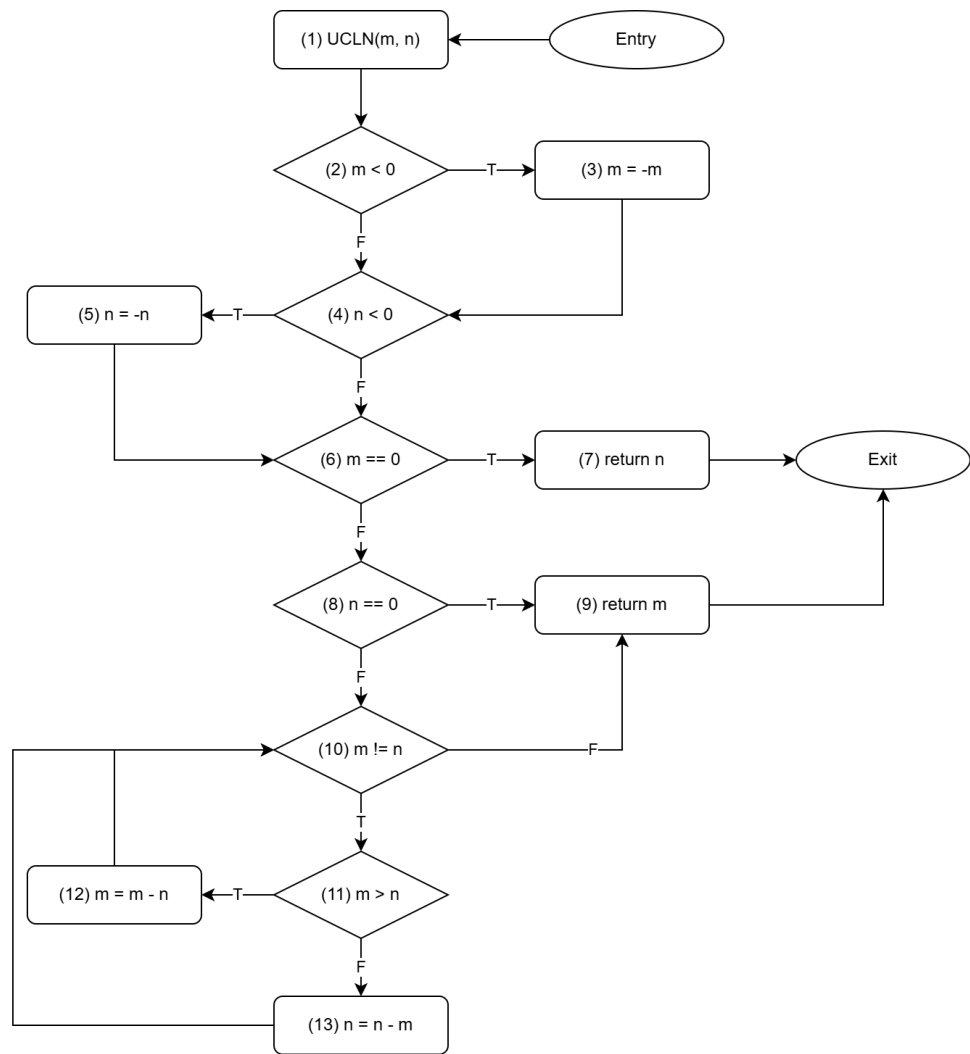 (1) UCLN(m, n)
Entry
(2) m < 0
T
(3) m = -m
F
(5) n = -n
T
(4) n < 0
F
(6) m == 0
T
(7) return n
Exit
F
(8) n == 0
T
(9) return m
F
(10) m != n
F
T
(12) m = m - n
T
(11) m > n
F
(13) n = n - m